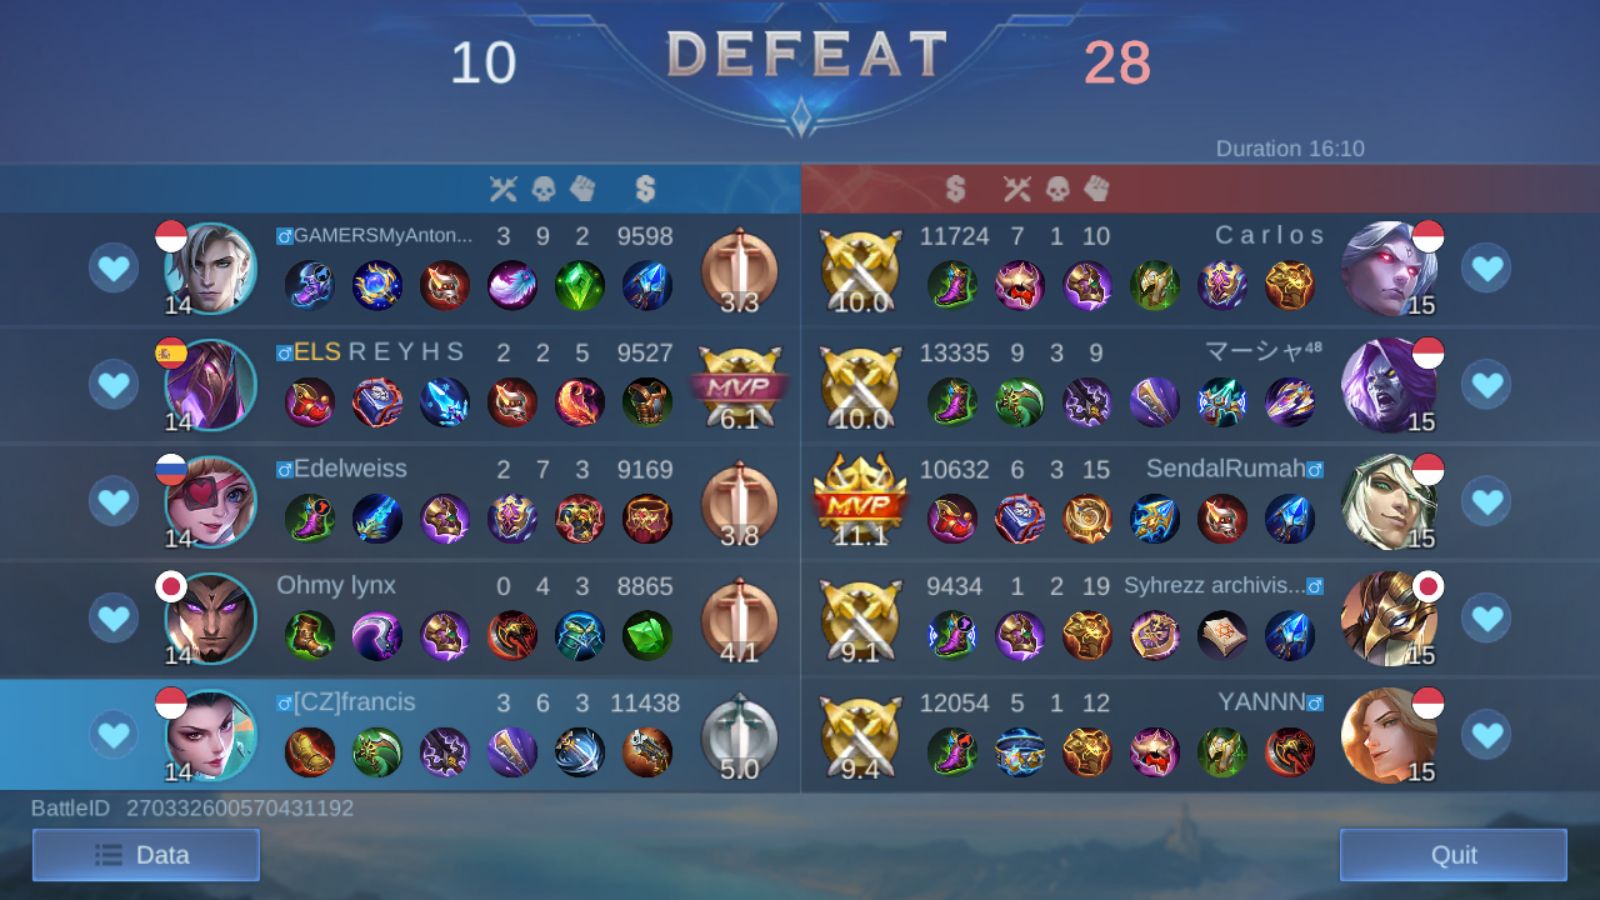 10 DEFEAT 28
Duration 16:10
GAMERSMyAnton... 3 9 2 9598
14 3.3
11724 7 1 10 Carlos
10.0 15
ELS REYHS 2 2 5 9527
14 MVP 6.1
13335 9 3 9 マーシャ⁴⁸
10.0 15
Edelweiss 2 7 3 9169
14 3.8
10632 6 3 15 SendalRumah
MVP 11.1 15
Ohmy lynx 0 4 3 8865
14 4.1
9434 1 2 19 Syhrezz archivis...
9.1 15
[CZ]francis 3 6 3 11438
14 5.0
12054 5 1 12 YANNN
9.4 15
BattleID 270332600570431192
Data
Quit